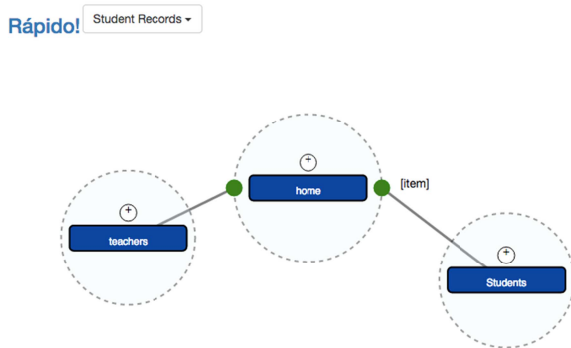 Rápido!
Student Records
+
home
[item]
+
teachers
+
Students